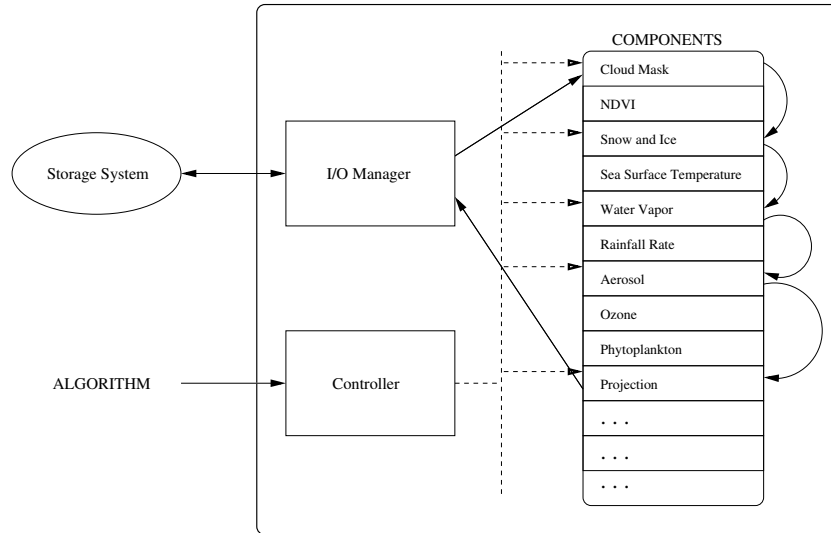 COMPONENTS
Cloud Mask
NDVI
Snow and Ice
Sea Surface Temperature
Water Vapor
Rainfall Rate
Aerosol
Ozone
Phytoplankton
Projection
. . .
. . .
. . .
Storage System
I/O Manager
ALGORITHM
Controller